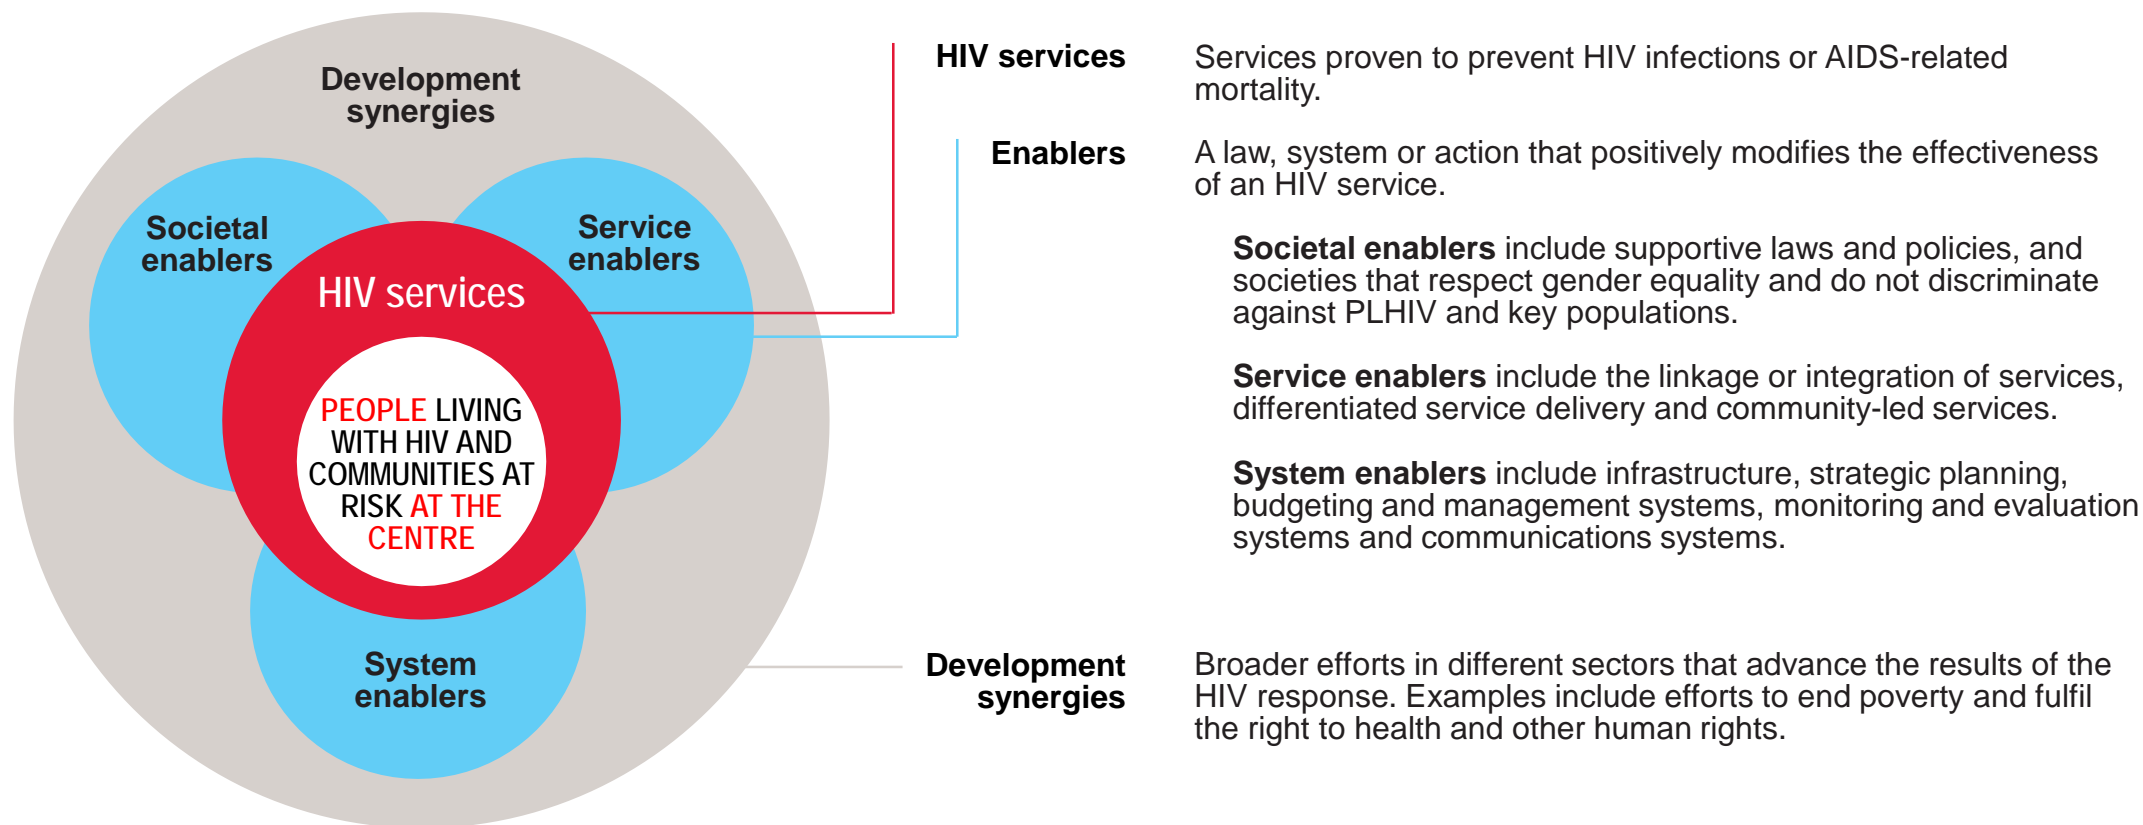 Development
synergies
Societal
enablers
Service
enablers
HIV services
PEOPLE LIVING
WITH HIV AND
COMMUNITIES AT
RISK AT THE
CENTRE
System
enablers
HIV services
Services proven to prevent HIV infections or AIDS-related
mortality.
Enablers
A law, system or action that positively modifies the effectiveness
of an HIV service.
Societal enablers include supportive laws and policies, and
societies that respect gender equality and do not discriminate
against PLHIV and key populations.
Service enablers include the linkage or integration of services,
differentiated service delivery and community-led services.
System enablers include infrastructure, strategic planning,
budgeting and management systems, monitoring and evaluation
systems and communications systems.
Development
synergies
Broader efforts in different sectors that advance the results of the
HIV response. Examples include efforts to end poverty and fulfil
the right to health and other human rights.